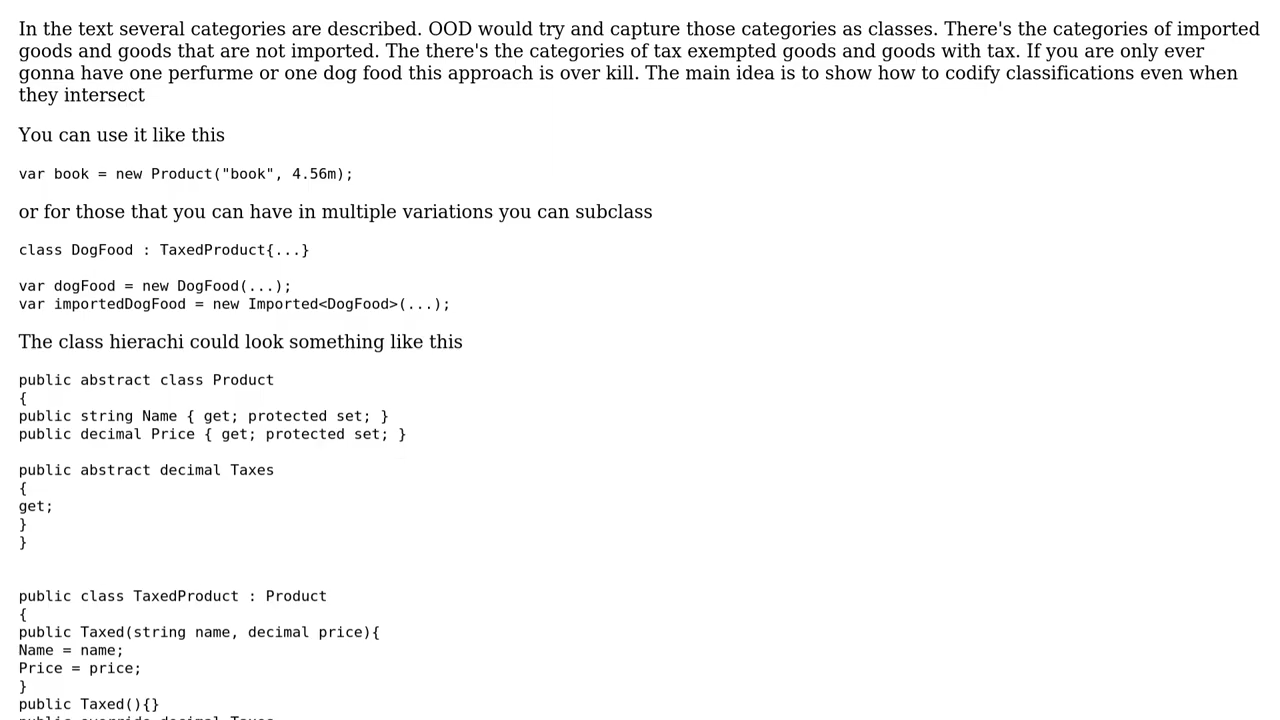 In the text several categories are described. OOD would try and capture those categories as classes. There's the categories of imported
goods and goods that are not imported. The there's the categories of tax exempted goods and goods with tax. If you are only ever
gonna have one perfurme or one dog food this approach is over kill. The main idea is to show how to codify classifications even when
they intersect
You can use it like this
var book = new Product("book", 4.56m);
or for those that you can have in multiple variations you can subclass
class DogFood : TaxedProduct{...}
var dogFood = new DogFood(...);
var importedDogFood = new Imported<DogFood>(...);
The class hierachi could look something like this
public abstract class Product
{
public string Name { get; protected set; }
public decimal Price { get; protected set; }
public abstract decimal Taxes
{
get;
}
}
public class TaxedProduct : Product
{
public Taxed(string name, decimal price){
Name = name;
Price = price;
}
public Taxed(){}
public override decimal Taxes